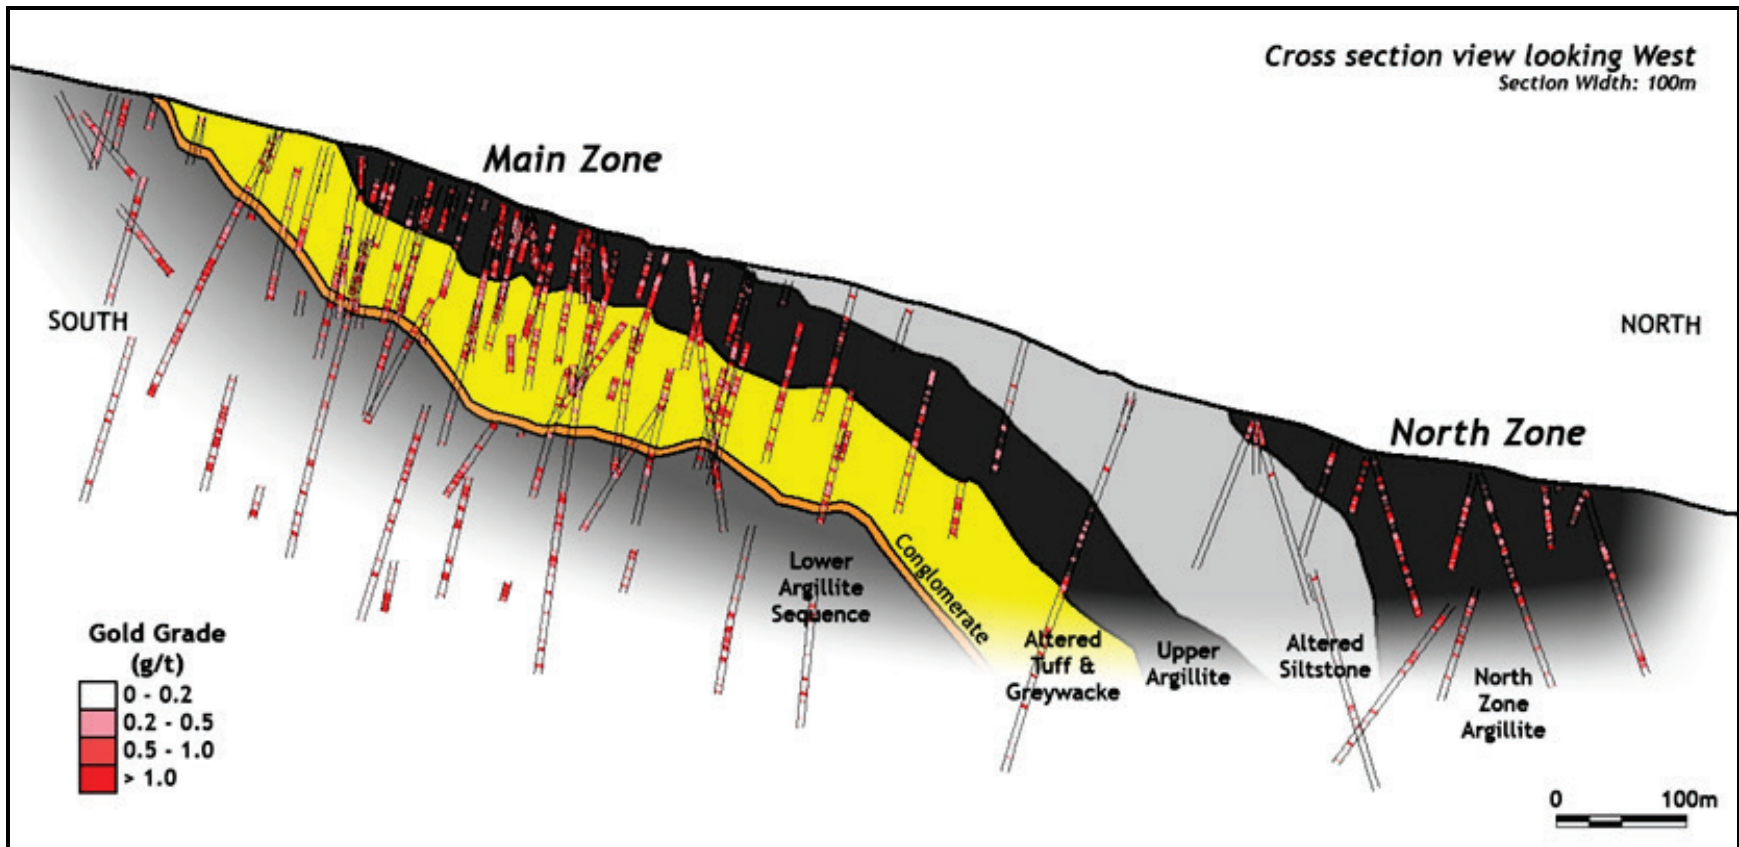 Cross section view looking West
Section Width: 100m
Main Zone
SOUTH
NORTH
North Zone
Lower
Argillite
Sequence
Conglomerate
Altered
Tuff &
Greywacke
Upper
Argillite
Altered
Siltstone
North
Zone
Argillite
Gold Grade
(g/t)
0 - 0.2
0.2 - 0.5
0.5 - 1.0
> 1.0
0 100m